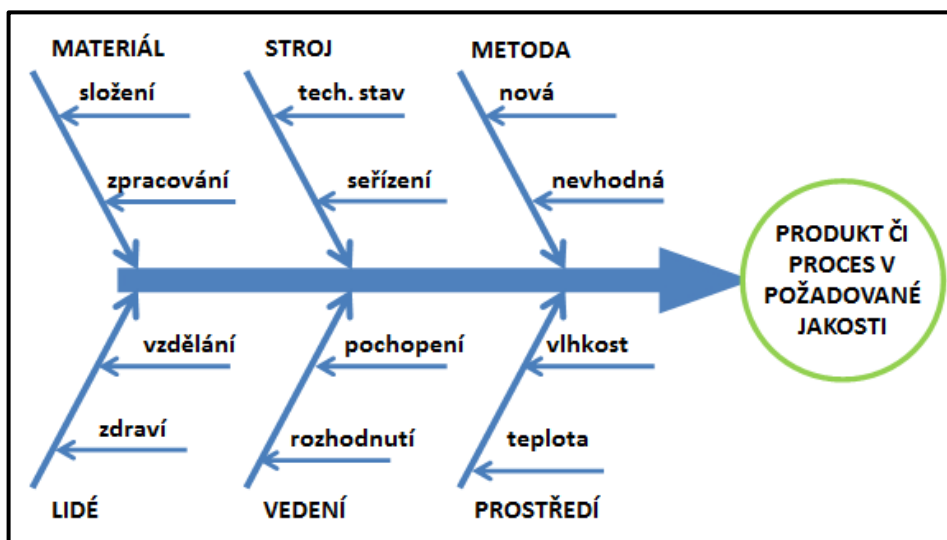 MATERIÁL
STROJ
METODA
složení
tech. stav
nová
zpracování
seřízení
nevhodná
PRODUKT ČI
PROCES V
POŽADOVANÉ
JAKOSTI
vzdělání
pochopení
vlhkost
zdraví
rozhodnutí
teplota
LIDÉ
VEDENÍ
PROSTŘEDÍ